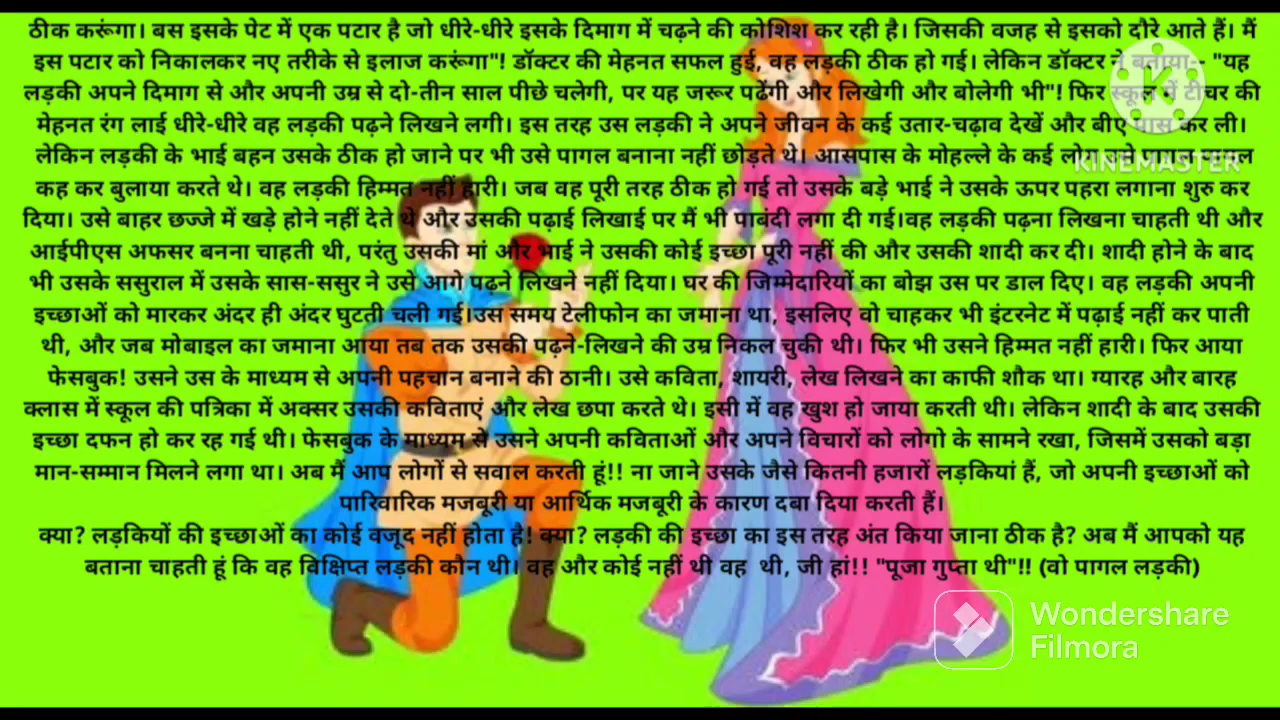 ठीक करूंगा। बस इसके पेट में एक पटार है जो धीरे-धीरे इसके दिमाग में चढ़ने की कोशिश कर रही है। जिसकी वजह से इसको दौरे आते हैं। मैं
इस पटार को निकालकर नए तरीके से इलाज करूंगा"! डॉक्टर की मेहनत सफल हुई, वह लड़की ठीक हो गई। लेकिन डॉक्टर ने बताया-- "यह
लड़की अपने दिमाग से और अपनी उम्र से दो-तीन साल पीछे चलेगी, पर यह जरूर पढेंगी और लिखेगी और बोलेगी भी"! फिर स्कूल में टीचर की
मेहनत रंग लाई धीरे-धीरे वह लड़की पढ़ने लिखने लगी। इस तरह उस लड़की ने अपने जीवन के कई उतार-चढ़ाव देखें और बीए पास कर ली।
लेकिन लड़की के भाई बहन उसके ठीक हो जाने पर भी उसे पागल बनाना नहीं छोड़ते थे। आसपास के मोहल्ले के कई लोग
KINEMASTER
कह कर बुलाया करते थे। वह लड़की हिम्मत नहीं हारी। जब वह पूरी तरह ठीक हो गई तो उसके बड़े भाई ने उसके ऊपर पहरा लगाना शुरु कर
दिया। उसे बाहर छज्जे में खड़े होने नहीं देते थे और उसकी पढ़ाई लिखाई पर मैं भी पाबंदी लगा दी गई।वह लड़की पढ़ना लिखना चाहती थी और
आईपीएस अफसर बनना चाहती थी, परंतु उसकी मां और भाई ने उसकी कोई इच्छा पूरी नहीं की और उसकी शादी कर दी। शादी होने के बाद
भी उसके ससुराल में उसके सास-ससुर ने उसे आगे पढ़ने लिखने नहीं दिया। घर की जिम्मेदारियों का बोझ उस पर डाल दिए। वह लड़की अपनी
इच्छाओं को मारकर अंदर ही अंदर घुटती चली गई।उस समय टेलीफोन का जमाना था, इसलिए वो चाहकर भी इंटरनेट में पढ़ाई नहीं कर पाती
थी, और जब मोबाइल का जमाना आया तब तक उसकी पढ़ने-लिखने की उम्र निकल चुकी थी। फिर भी उसने हिम्मत नहीं हारी। फिर आया
फेसबुक! उसने उस के माध्यम से अपनी पहचान बनाने की ठानी। उसे कविता, शायरी, लेख लिखने का काफी शौक था। ग्यारह और बारह
क्लास में स्कूल की पत्रिका में अक्सर उसकी कविताएं और लेख छपा करते थे। इसी में वह खुश हो जाया करती थी। लेकिन शादी के बाद उसकी
इच्छा दफन हो कर रह गई थी। फेसबुक के माध्यम से उसने अपनी कविताओं और अपने विचारों को लोगो के सामने रखा, जिसमें उसको बड़ा
मान-सम्मान मिलने लगा था। अब मैं आप लोगों से सवाल करती हूं!! ना जाने उसके जैसे कितनी हजारों लड़कियां हैं, जो अपनी इच्छाओं को
पारिवारिक मजबूरी या आर्थिक मजबूरी के कारण दबा दिया करती हैं।
क्या? लड़कियों की इच्छाओं का कोई वजूद नहीं होता है! क्या? लड़की की इच्छा का इस तरह अंत किया जाना ठीक है? अब मैं आपको यह
बताना चाहती हूं कि वह विक्षिप्त लड़की कौन थी। वह और कोई नहीं थी वह थी, जी हां!! "पूजा गुप्ता थी"!! (वो पागल लड़की)
Wondershare
Filmora